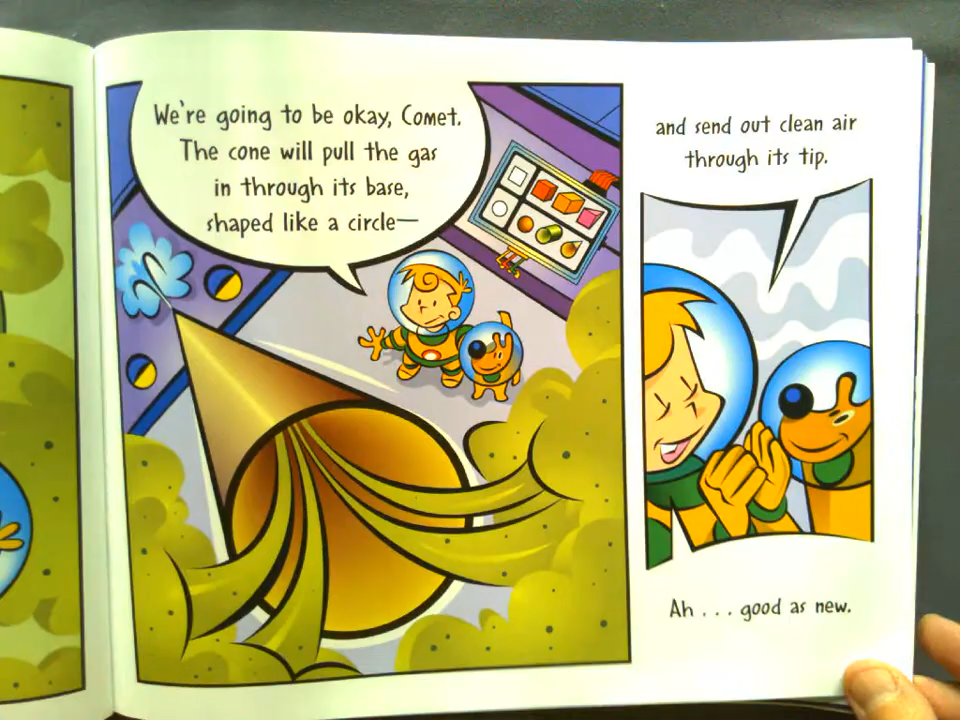 We're going to be okay, Comet.
The cone will pull the gas
in through its base,
shaped like a circle—
and send out clean air
through its tip.
Ah . . . good as new.